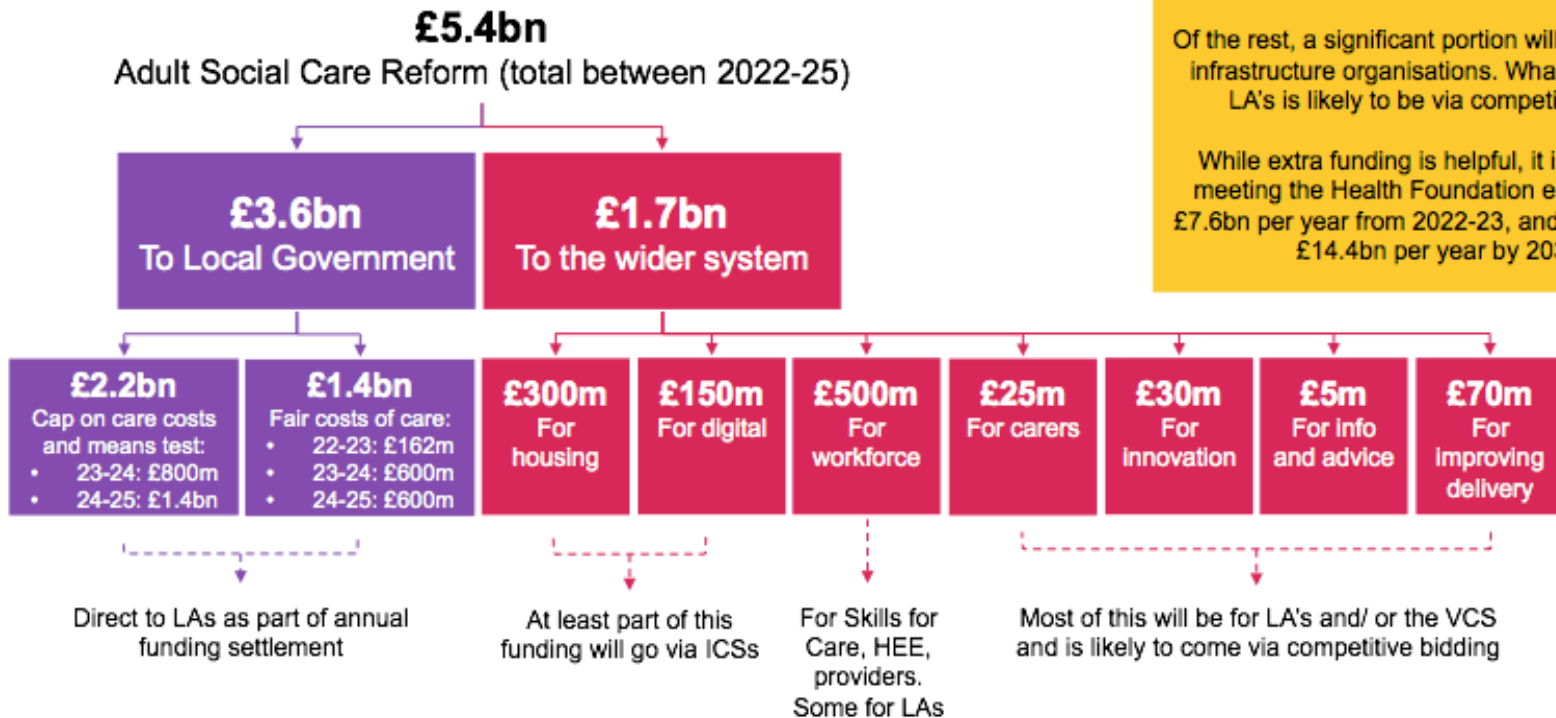 £5.4bn
Adult Social Care Reform (total between 2022-25)
Of the rest, a significant portion will
infrastructure organisations. Wha
LA's is likely to be via competi
While extra funding is helpful, it i
meeting the Health Foundation e
£7.6bn per year from 2022-23, and
£14.4bn per year by 203
£3.6bn
To Local Government
£1.7bn
To the wider system
£2.2bn
Cap on care costs
and means test:
• 23-24: £800m
• 24-25: £1.4bn
£1.4bn
Fair costs of care:
• 22-23: £162m
• 23-24: £600m
• 24-25: £600m
£300m
For
housing
£150m
For digital
£500m
For
workforce
£25m
For carers
£30m
For
innovation
£5m
For info
and advice
£70m
For
improving
delivery
Direct to LAs as part of annual
funding settlement
At least part of this
funding will go via ICSs
For Skills for
Care, HEE,
providers.
Some for LAs
Most of this will be for LA's and/ or the VCS
and is likely to come via competitive bidding